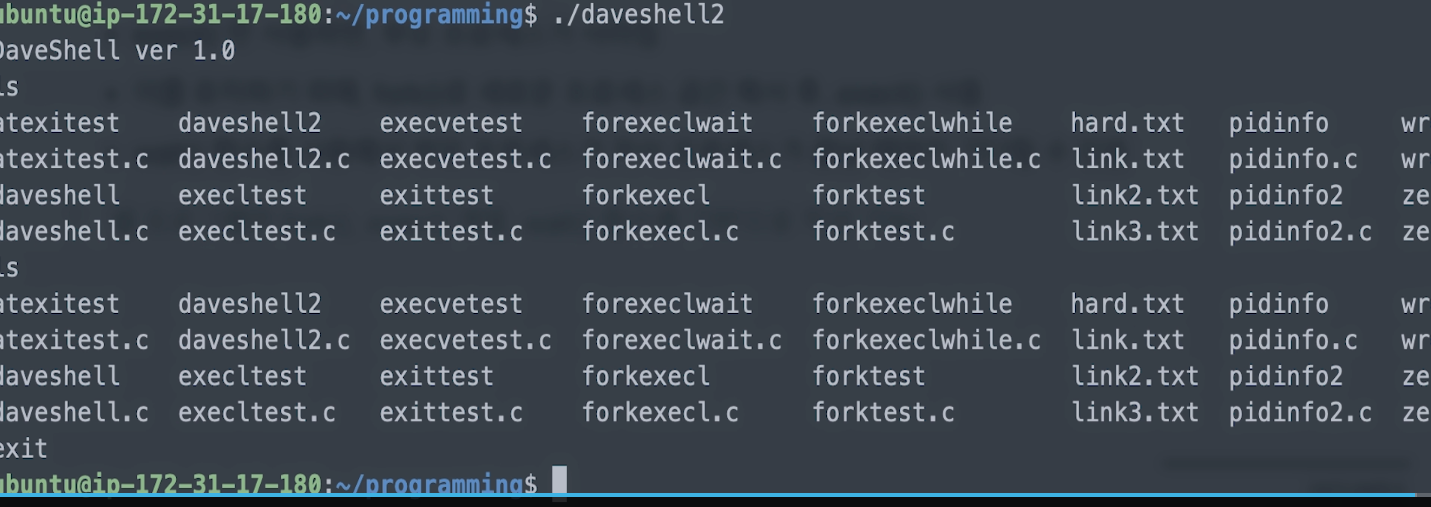 ubuntu@ip-172-31-17-180:~/programming$ ./daveshell2
DaveShell ver 1.0
ls
atexitest daveshell2 execvetest forexeclwait forkexeclwhile hard.txt pidinfo wr
atexitest.c daveshell2.c execvetest.c forexeclwait.c forkexeclwhile.c link.txt pidinfo.c wr
daveshell execltest exittest forkexecl forktest link2.txt pidinfo2 ze
daveshell.c execltest.c exittest.c forkexecl.c forktest.c link3.txt pidinfo2.c ze
ls
atexitest daveshell2 execvetest forexeclwait forkexeclwhile hard.txt pidinfo wr
atexitest.c daveshell2.c execvetest.c forexeclwait.c forkexeclwhile.c link.txt pidinfo.c wr
daveshell execltest exittest forkexecl forktest link2.txt pidinfo2 ze
daveshell.c execltest.c exittest.c forkexecl.c forktest.c link3.txt pidinfo2.c ze
exit
ubuntu@ip-172-31-17-180:~/programming$